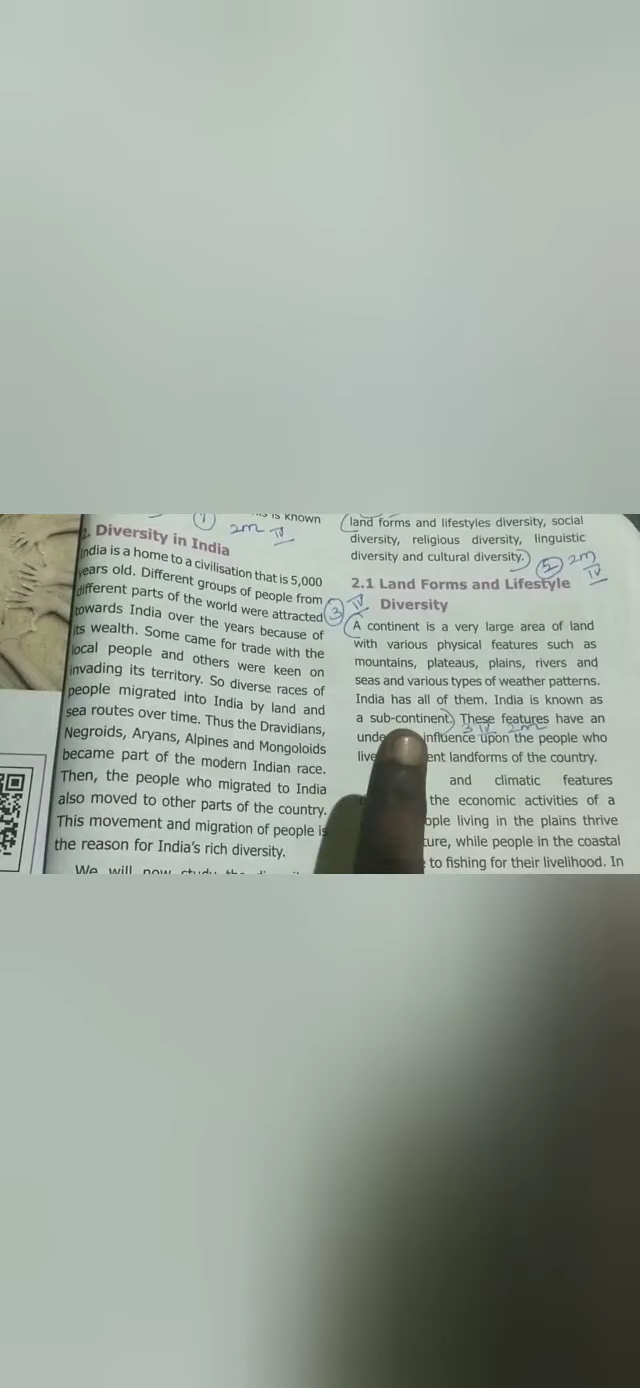 is known
2m IV
1
2. Diversity in India
India is a home to a civilisation that is 5,000
years old. Different groups of people from
different parts of the world were attracted
towards India over the years because of
its wealth. Some came for trade with the
local people and others were keen on
invading its territory. So diverse races of
people migrated into India by land and
sea routes over time. Thus the Dravidians,
Negroids, Aryans, Alpines and Mongoloids
became part of the modern Indian race.
Then, the people who migrated to India
also moved to other parts of the country.
This movement and migration of people is
the reason for India's rich diversity.
We will now study the
(land forms and lifestyles diversity, social
diversity, religious diversity, linguistic
diversity and cultural diversity.)
5 2m
IV
2.1 Land Forms and Lifestyle
3 IV Diversity
(A continent is a very large area of land
with various physical features such as
mountains, plateaus, plains, rivers and
seas and various types of weather patterns.
India has all of them. India is known as
a sub-continent) These features have an
3 IV 2m
influence upon the people who
landforms of the country.
and climatic features
the economic activities of a
living in the plains thrive
while people in the coastal
to fishing for their livelihood. In